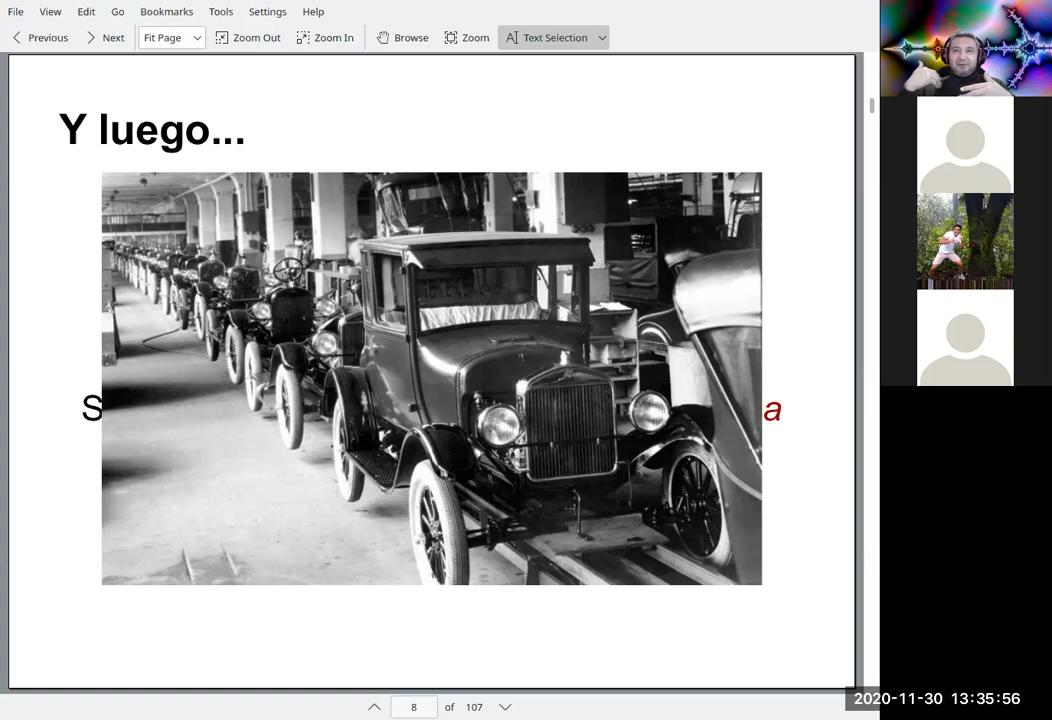 File View Edit Go Bookmarks Tools Settings Help
Previous Next Fit Page Zoom Out Zoom In Browse Zoom Text Selection
Y luego...
S a
8 of 107
2020-11-30 13:35:56